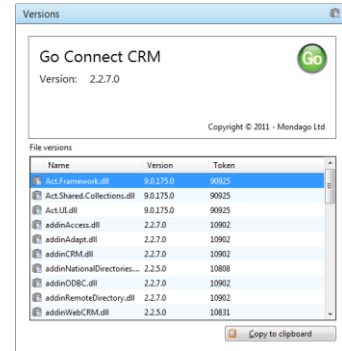 Versions
Go Connect CRM
Go
Version: 2.2.7.0
Copyright © 2011 - Mondago Ltd
File versions
Name Version Token
Act.Framework.dll 9.0.175.0 90925
Act.Shared.Collections.dll 9.0.175.0 90925
Act.UI.dll 9.0.175.0 90925
addinAccess.dll 2.2.7.0 10902
addinAdapt.dll 2.2.7.0 10902
addinCRM.dll 2.2.7.0 10902
addinNationalDirectories.... 2.2.5.0 10808
addinODBC.dll 2.2.7.0 10902
addinRemoteDirectory.dll 2.2.7.0 10902
addinWebCRM.dll 2.2.5.0 10831
Copy to clipboard